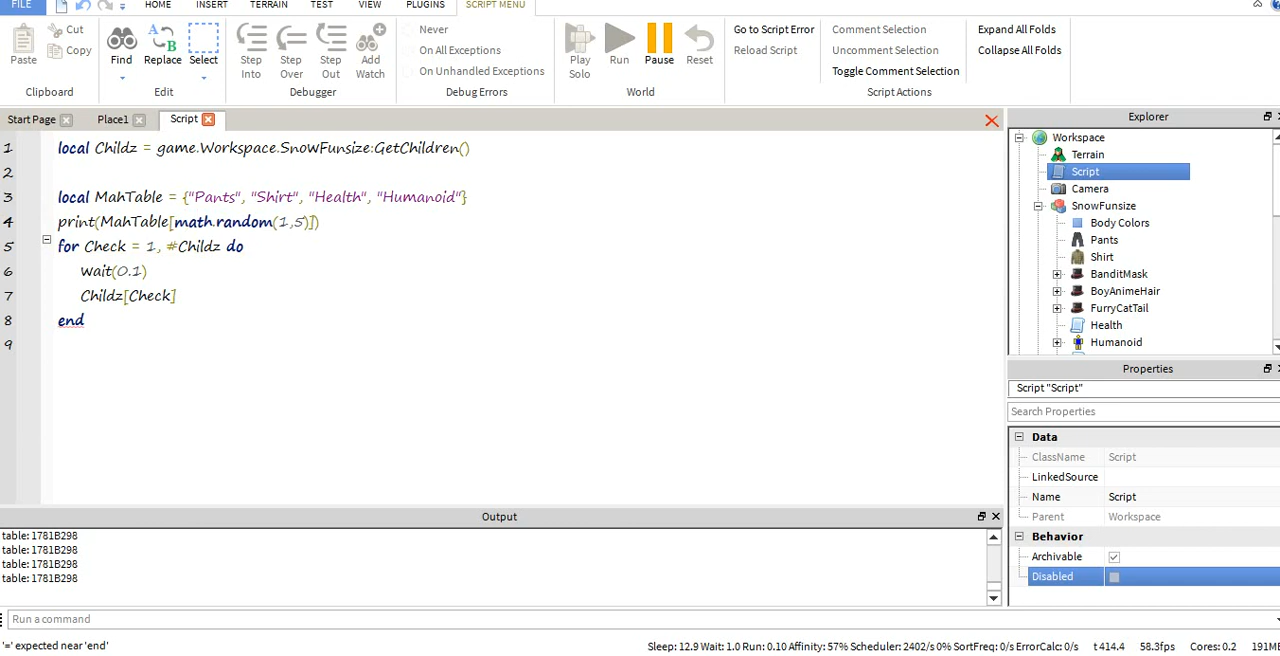 FILE HOME INSERT TERRAIN TEST VIEW PLUGINS SCRIPT MENU
Paste Cut Copy Find Replace Select
Step Into Step Over Step Out Add Watch
Never
On All Exceptions
On Unhandled Exceptions
Play Solo Run Pause Reset
Go to Script Error
Reload Script
Comment Selection
Uncomment Selection
Toggle Comment Selection
Expand All Folds
Collapse All Folds
Clipboard Edit Debugger Debug Errors World Script Actions
Start Page Place1 Script
1 local Childz = game.Workspace.SnowFunsize:GetChildren()
2
3 local MahTable = {"Pants", "Shirt", "Health", "Humanoid"}
4 print(MahTable[math.random(1,5)])
5 for Check = 1, #Childz do
6 wait(0.1)
7 Childz[Check]
8 end
9
Explorer
Workspace
Terrain
Script
Camera
SnowFunsize
Body Colors
Pants
Shirt
BanditMask
BoyAnimeHair
FurryCatTail
Health
Humanoid
Properties
Script "Script"
Search Properties
Data
ClassName Script
LinkedSource
Name Script
Parent Workspace
Behavior
Archivable
Disabled
Output
table: 1781B298
table: 1781B298
table: 1781B298
table: 1781B298
Run a command
'=' expected near 'end'
Sleep: 12.9 Wait: 1.0 Run: 0.10 Affinity: 57% Scheduler: 2402/s 0% SortFreq: 0/s ErrorCalc: 0/s t 414.4 58.3fps Cores: 0.2